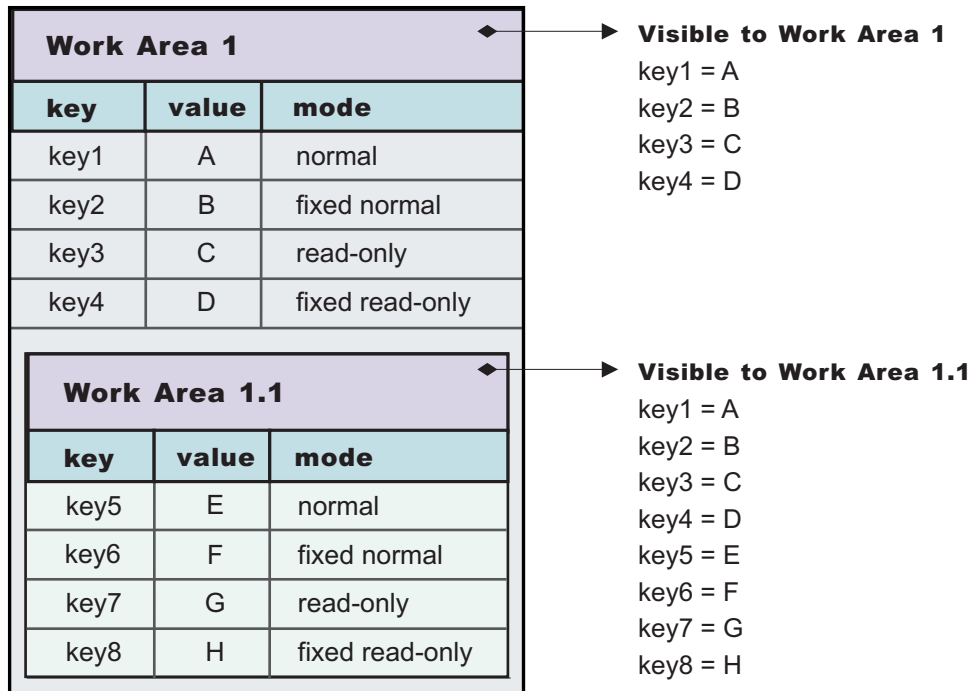 Work Area 1
key value mode
key1 A normal
key2 B fixed normal
key3 C read-only
key4 D fixed read-only
Visible to Work Area 1
key1 = A
key2 = B
key3 = C
key4 = D
Work Area 1.1
key value mode
key5 E normal
key6 F fixed normal
key7 G read-only
key8 H fixed read-only
Visible to Work Area 1.1
key1 = A
key2 = B
key3 = C
key4 = D
key5 = E
key6 = F
key7 = G
key8 = H